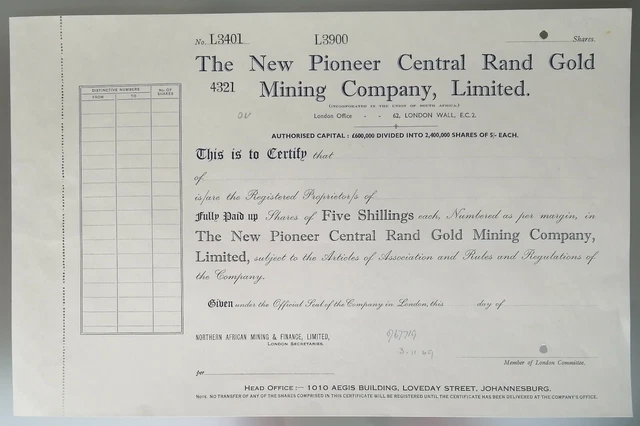 No. L3401 L3900 Shares.
The New Pioneer Central Rand Gold
4321 Mining Company, Limited.
(INCORPORATED IN THE UNION OF SOUTH AFRICA)
London Office - - 62, LONDON WALL, E.C.2.
AUTHORISED CAPITAL : £600,000 DIVIDED INTO 2,400,000 SHARES OF 5/- EACH.
DISTINCTIVE NUMBERS
FROM TO
No. OF
SHARES
This is to Certify that
of
is/are the Registered Proprietor/s of
Fully Paid up Shares of Five Shillings each, Numbered as per margin, in
The New Pioneer Central Rand Gold Mining Company,
Limited, subject to the Articles of Association and Rules and Regulations of
the Company.
Given under the Official Seal of the Company in London, this day of
NORTHERN AFRICAN MINING & FINANCE, LIMITED,
LONDON SECRETARIES.
3.11.49
per
Member of London Committee.
HEAD OFFICE :— 1010 AEGIS BUILDING, LOVEDAY STREET, JOHANNESBURG.
NOTE. NO TRANSFER OF ANY OF THE SHARES COMPRISED IN THIS CERTIFICATE WILL BE REGISTERED UNTIL THE CERTIFICATE HAS BEEN DELIVERED AT THE COMPANY'S OFFICE.